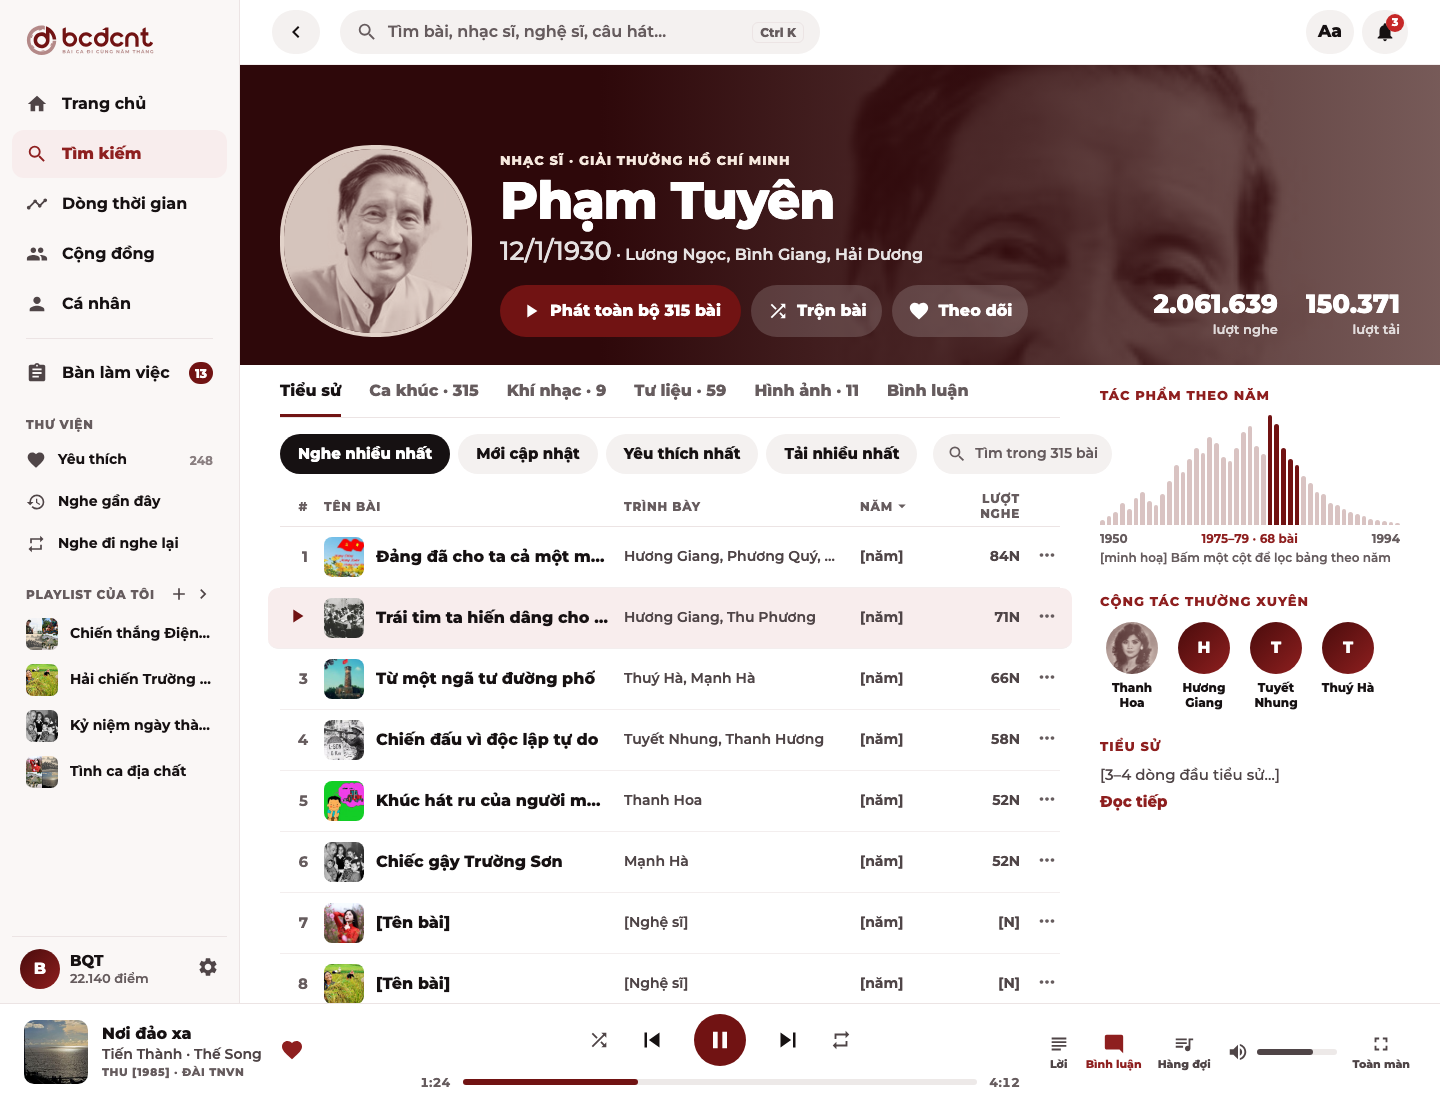 bcdcnt
BÀI CA ĐI CÙNG NĂM THÁNG
Trang chủ
Tìm kiếm
Dòng thời gian
Cộng đồng
Cá nhân
Bàn làm việc 13
THƯ VIỆN
Yêu thích 248
Nghe gần đây
Nghe đi nghe lại
PLAYLIST CỦA TÔI
Chiến thắng Điện...
Hải chiến Trường ...
Kỷ niệm ngày thà...
Tình ca địa chất
B
BQT
22.140 điểm
Tìm bài, nhạc sĩ, nghệ sĩ, câu hát... Ctrl K
Aa
3
NHẠC SĨ · GIẢI THƯỞNG HỒ CHÍ MINH
Phạm Tuyên
12/1/1930 · Lương Ngọc, Bình Giang, Hải Dương
Phát toàn bộ 315 bài
Trộn bài
Theo dõi
2.061.639 150.371
lượt nghe lượt tải
Tiểu sử Ca khúc · 315 Khí nhạc · 9 Tư liệu · 59 Hình ảnh · 11 Bình luận
Nghe nhiều nhất Mới cập nhật Yêu thích nhất Tải nhiều nhất Tìm trong 315 bài
# TÊN BÀI TRÌNH BÀY NĂM LƯỢT NGHE
1 Đảng đã cho ta cả một m... Hương Giang, Phương Quý, ... [năm] 84N
Trái tim ta hiến dâng cho ... Hương Giang, Thu Phương [năm] 71N
3 Từ một ngã tư đường phố Thuý Hà, Mạnh Hà [năm] 66N
4 Chiến đấu vì độc lập tự do Tuyết Nhung, Thanh Hương [năm] 58N
5 Khúc hát ru của người m... Thanh Hoa [năm] 52N
6 Chiếc gậy Trường Sơn Mạnh Hà [năm] 52N
7 [Tên bài] [Nghệ sĩ] [năm] [N]
8 [Tên bài] [Nghệ sĩ] [năm] [N]
TÁC PHẨM THEO NĂM
1950 1975–79 · 68 bài 1994
[minh hoạ] Bấm một cột để lọc bảng theo năm
CỘNG TÁC THƯỜNG XUYÊN
H T T
Thanh Hoa
Hương Giang
Tuyết Nhung
Thuý Hà
TIỂU SỬ
[3–4 dòng đầu tiểu sử...]
Đọc tiếp
Nơi đảo xa
Tiến Thành · Thế Song
THU [1985] · ĐÀI TNVN
1:24 4:12
Lời Bình luận Hàng đợi Toàn màn